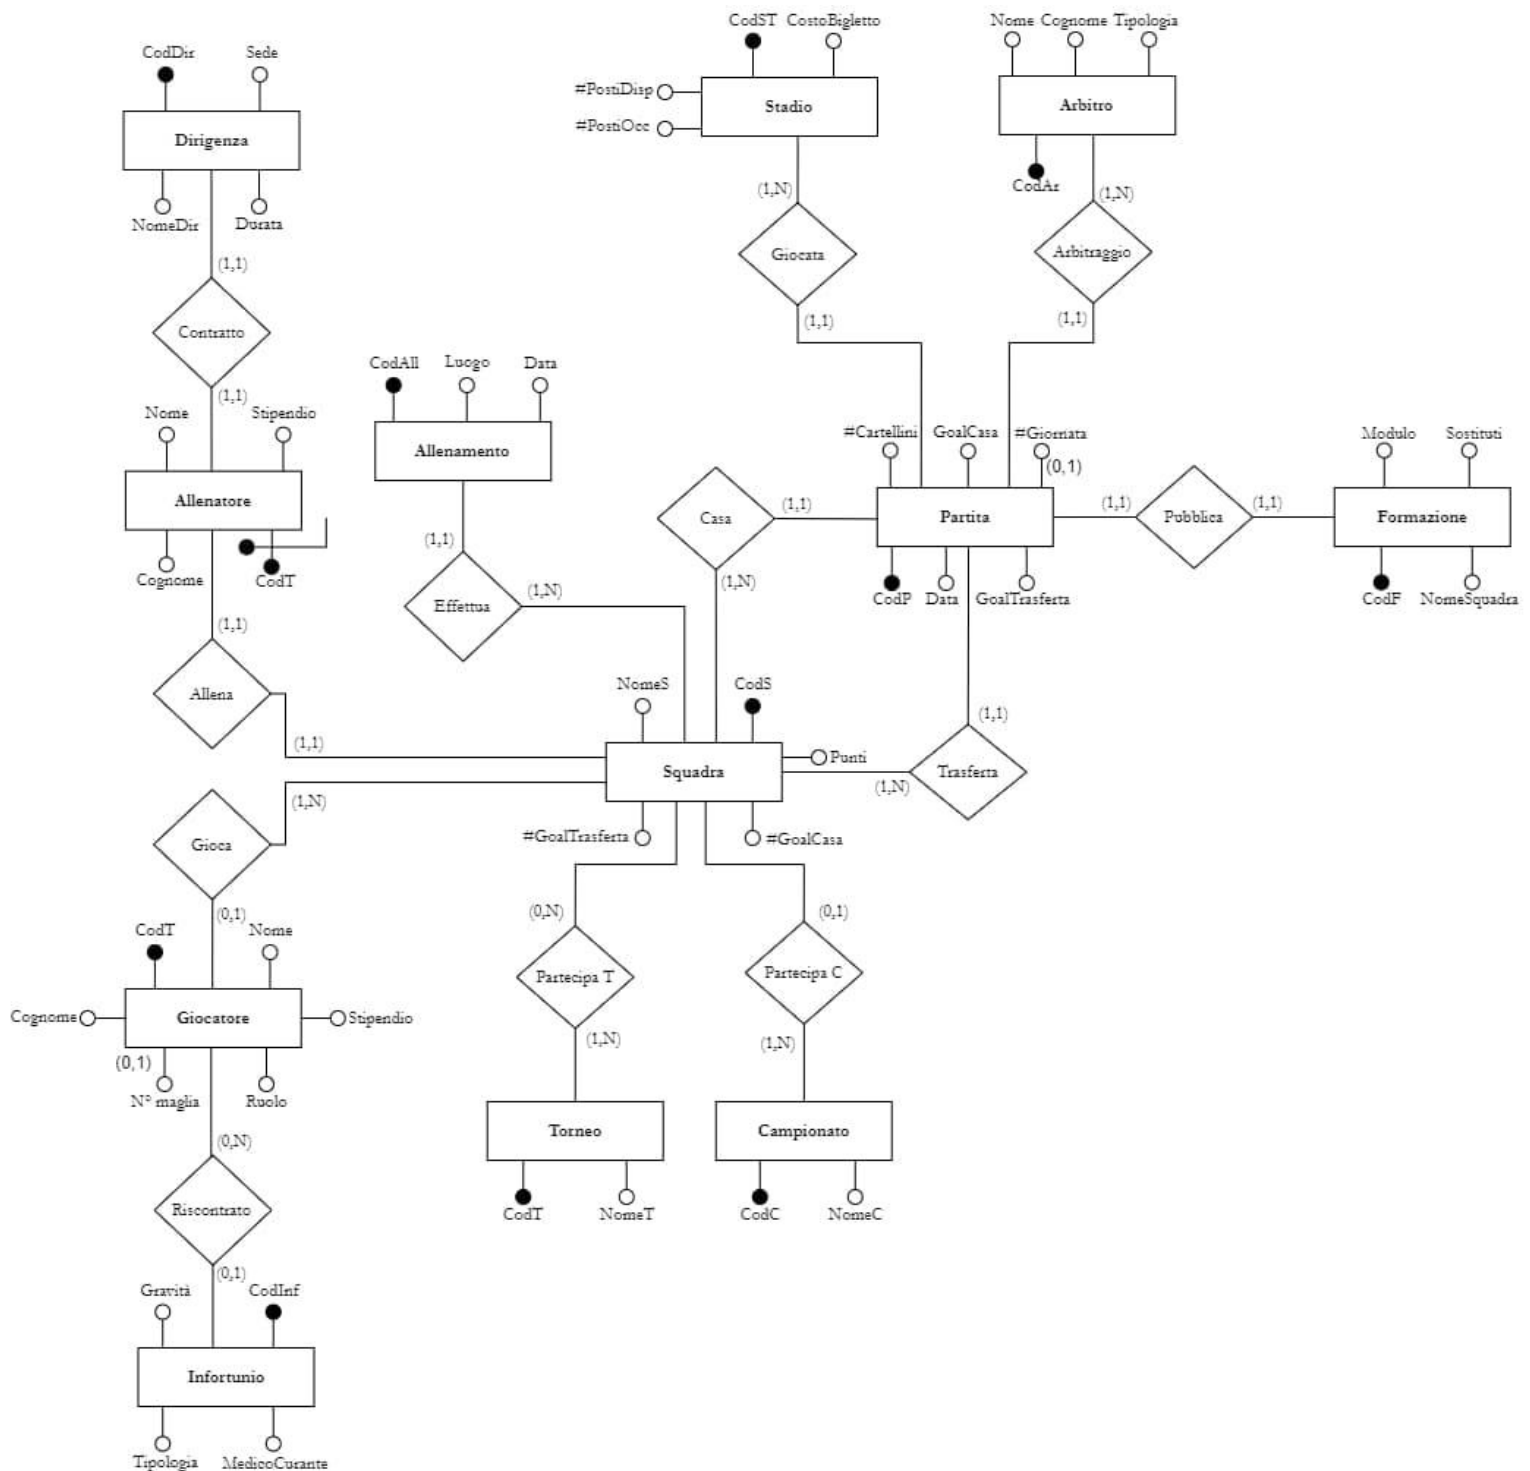 CodST CostoBigletto
Nome Cognome Tipologia
CodDir Sede
#PostiDisp
Stadio
Arbitro
#PostiOcc
Dirigenza
CodAr
(1,N)
(1,N)
NomeDir Durata
Giocata
Arbitraggio
(1,1)
(1,1)
(1,1)
Contratto
CodAll Luogo Data
(1,1)
Nome Stipendio
#Cartellini GoalCasa #Giornata
(0,1)
Modulo Sostituti
Allenamento
Allenatore
Casa
(1,1)
Partita
(1,1)
Pubblica
(1,1)
Formazione
(1,1)
Cognome CodT
(1,N)
CodP Data GoalTrasferta
CodF NomeSquadra
Effettua
(1,N)
(1,1)
Allena
NomeS CodS
(1,1)
(1,1)
Punti
Squadra
Trasferta
(1,N)
(1,N)
#GoalTrasferta #GoalCasa
Gioca
(0,1)
(0,N)
(0,1)
CodT Nome
Partecipa T
Partecipa C
Cognome
Giocatore
Stipendio
(1,N)
(1,N)
(0,1)
N° maglia Ruolo
Torneo
Campionato
(0,N)
Riscontrato
CodT NomeT
CodC NomeC
(0,1)
Gravità CodInf
Infortunio
Tipologia MedicoCurante